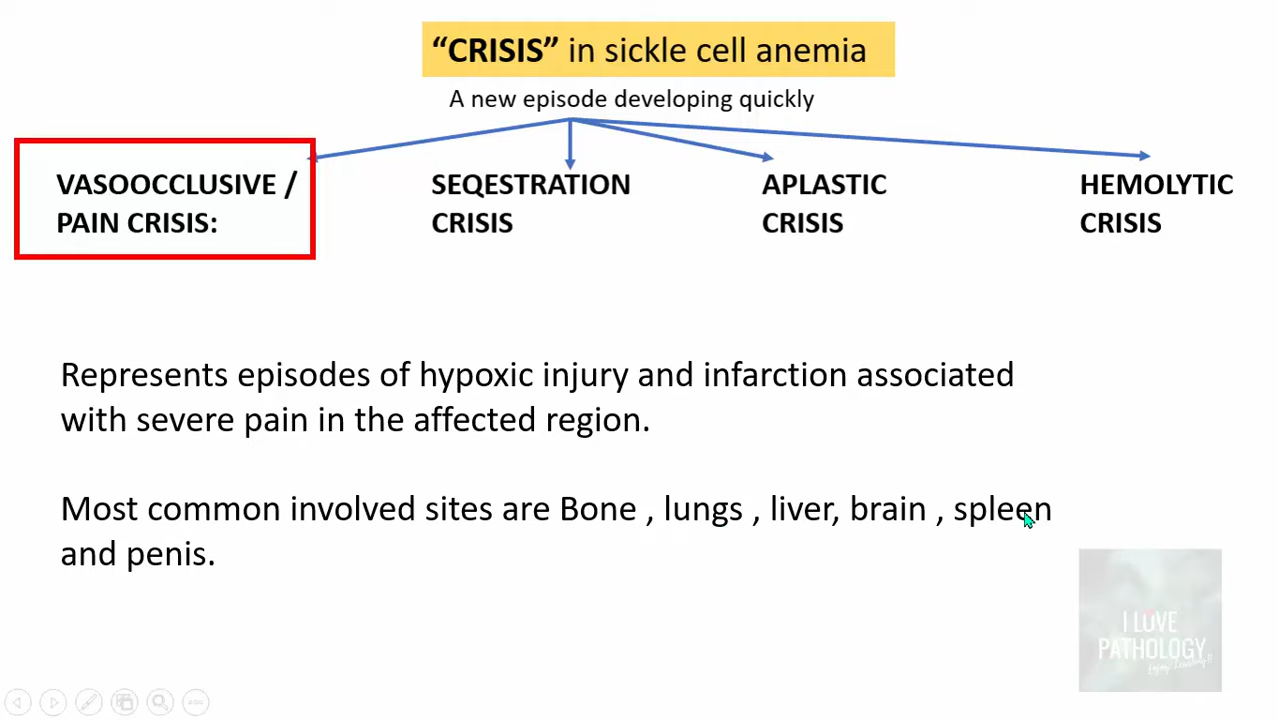 “CRISIS” in sickle cell anemia
A new episode developing quickly
VASOOCCLUSIVE /
PAIN CRISIS:
SEQESTRATION
CRISIS
APLASTIC
CRISIS
HEMOLYTIC
CRISIS
Represents episodes of hypoxic injury and infarction associated
with severe pain in the affected region.
Most common involved sites are Bone , lungs , liver, brain , spleen
and penis.
I LOVE
PATHOLOGY
Enjoy Learning!!